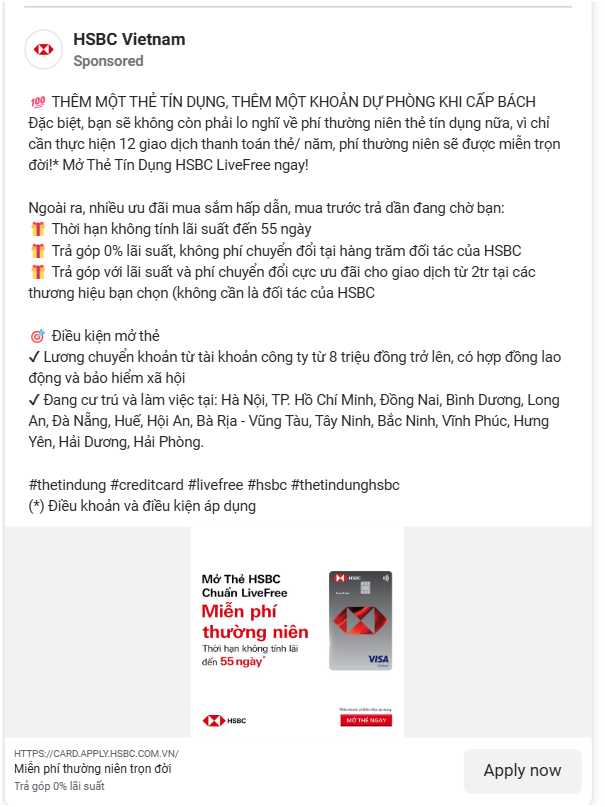 HSBC Vietnam
Sponsored
💯 THÊM MỘT THẺ TÍN DỤNG, THÊM MỘT KHOẢN DỰ PHÒNG KHI CẤP BÁCH
Đặc biệt, bạn sẽ không còn phải lo nghĩ về phí thường niên thẻ tín dụng nữa, vì chỉ
cần thực hiện 12 giao dịch thanh toán thẻ/ năm, phí thường niên sẽ được miễn trọn
đời!* Mở Thẻ Tín Dụng HSBC LiveFree ngay!
Ngoài ra, nhiều ưu đãi mua sắm hấp dẫn, mua trước trả dần đang chờ bạn:
🎁 Thời hạn không tính lãi suất đến 55 ngày
🎁 Trả góp 0% lãi suất, không phí chuyển đổi tại hàng trăm đối tác của HSBC
🎁 Trả góp với lãi suất và phí chuyển đổi cực ưu đãi cho giao dịch từ 2tr tại các
thương hiệu bạn chọn (không cần là đối tác của HSBC
🎯 Điều kiện mở thẻ
✓ Lương chuyển khoản từ tài khoản công ty từ 8 triệu đồng trở lên, có hợp đồng lao
động và bảo hiểm xã hội
✓ Đang cư trú và làm việc tại: Hà Nội, TP. Hồ Chí Minh, Đồng Nai, Bình Dương, Long
An, Đà Nẵng, Huế, Hội An, Bà Rịa - Vũng Tàu, Tây Ninh, Bắc Ninh, Vĩnh Phúc, Hưng
Yên, Hải Dương, Hải Phòng.
#thetindung #creditcard #livefree #hsbc #thetindunghsbc
(*) Điều khoản và điều kiện áp dụng
Mở Thẻ HSBC
Chuẩn LiveFree
Miễn phí
thường niên
Thời hạn không tính lãi
đến 55 ngày*
HSBC
LiveFree
VISA
*Điều khoản và Điều kiện áp dụng
HSBC
MỞ THẺ NGAY
HTTPS://CARD.APPLY.HSBC.COM.VN/
Miễn phí thường niên trọn đời
Trả góp 0% lãi suất
Apply now